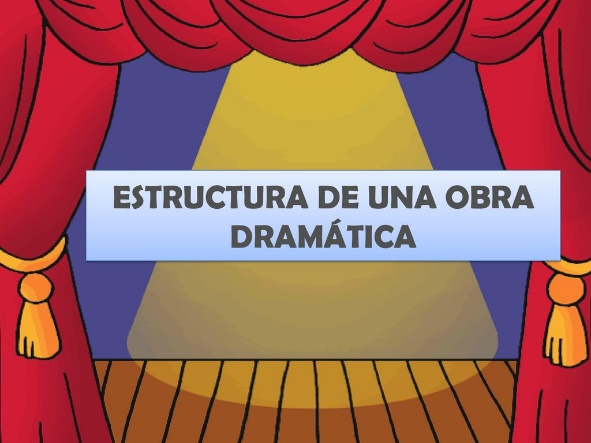 ESTRUCTURA DE UNA OBRA
DRAMÁTICA